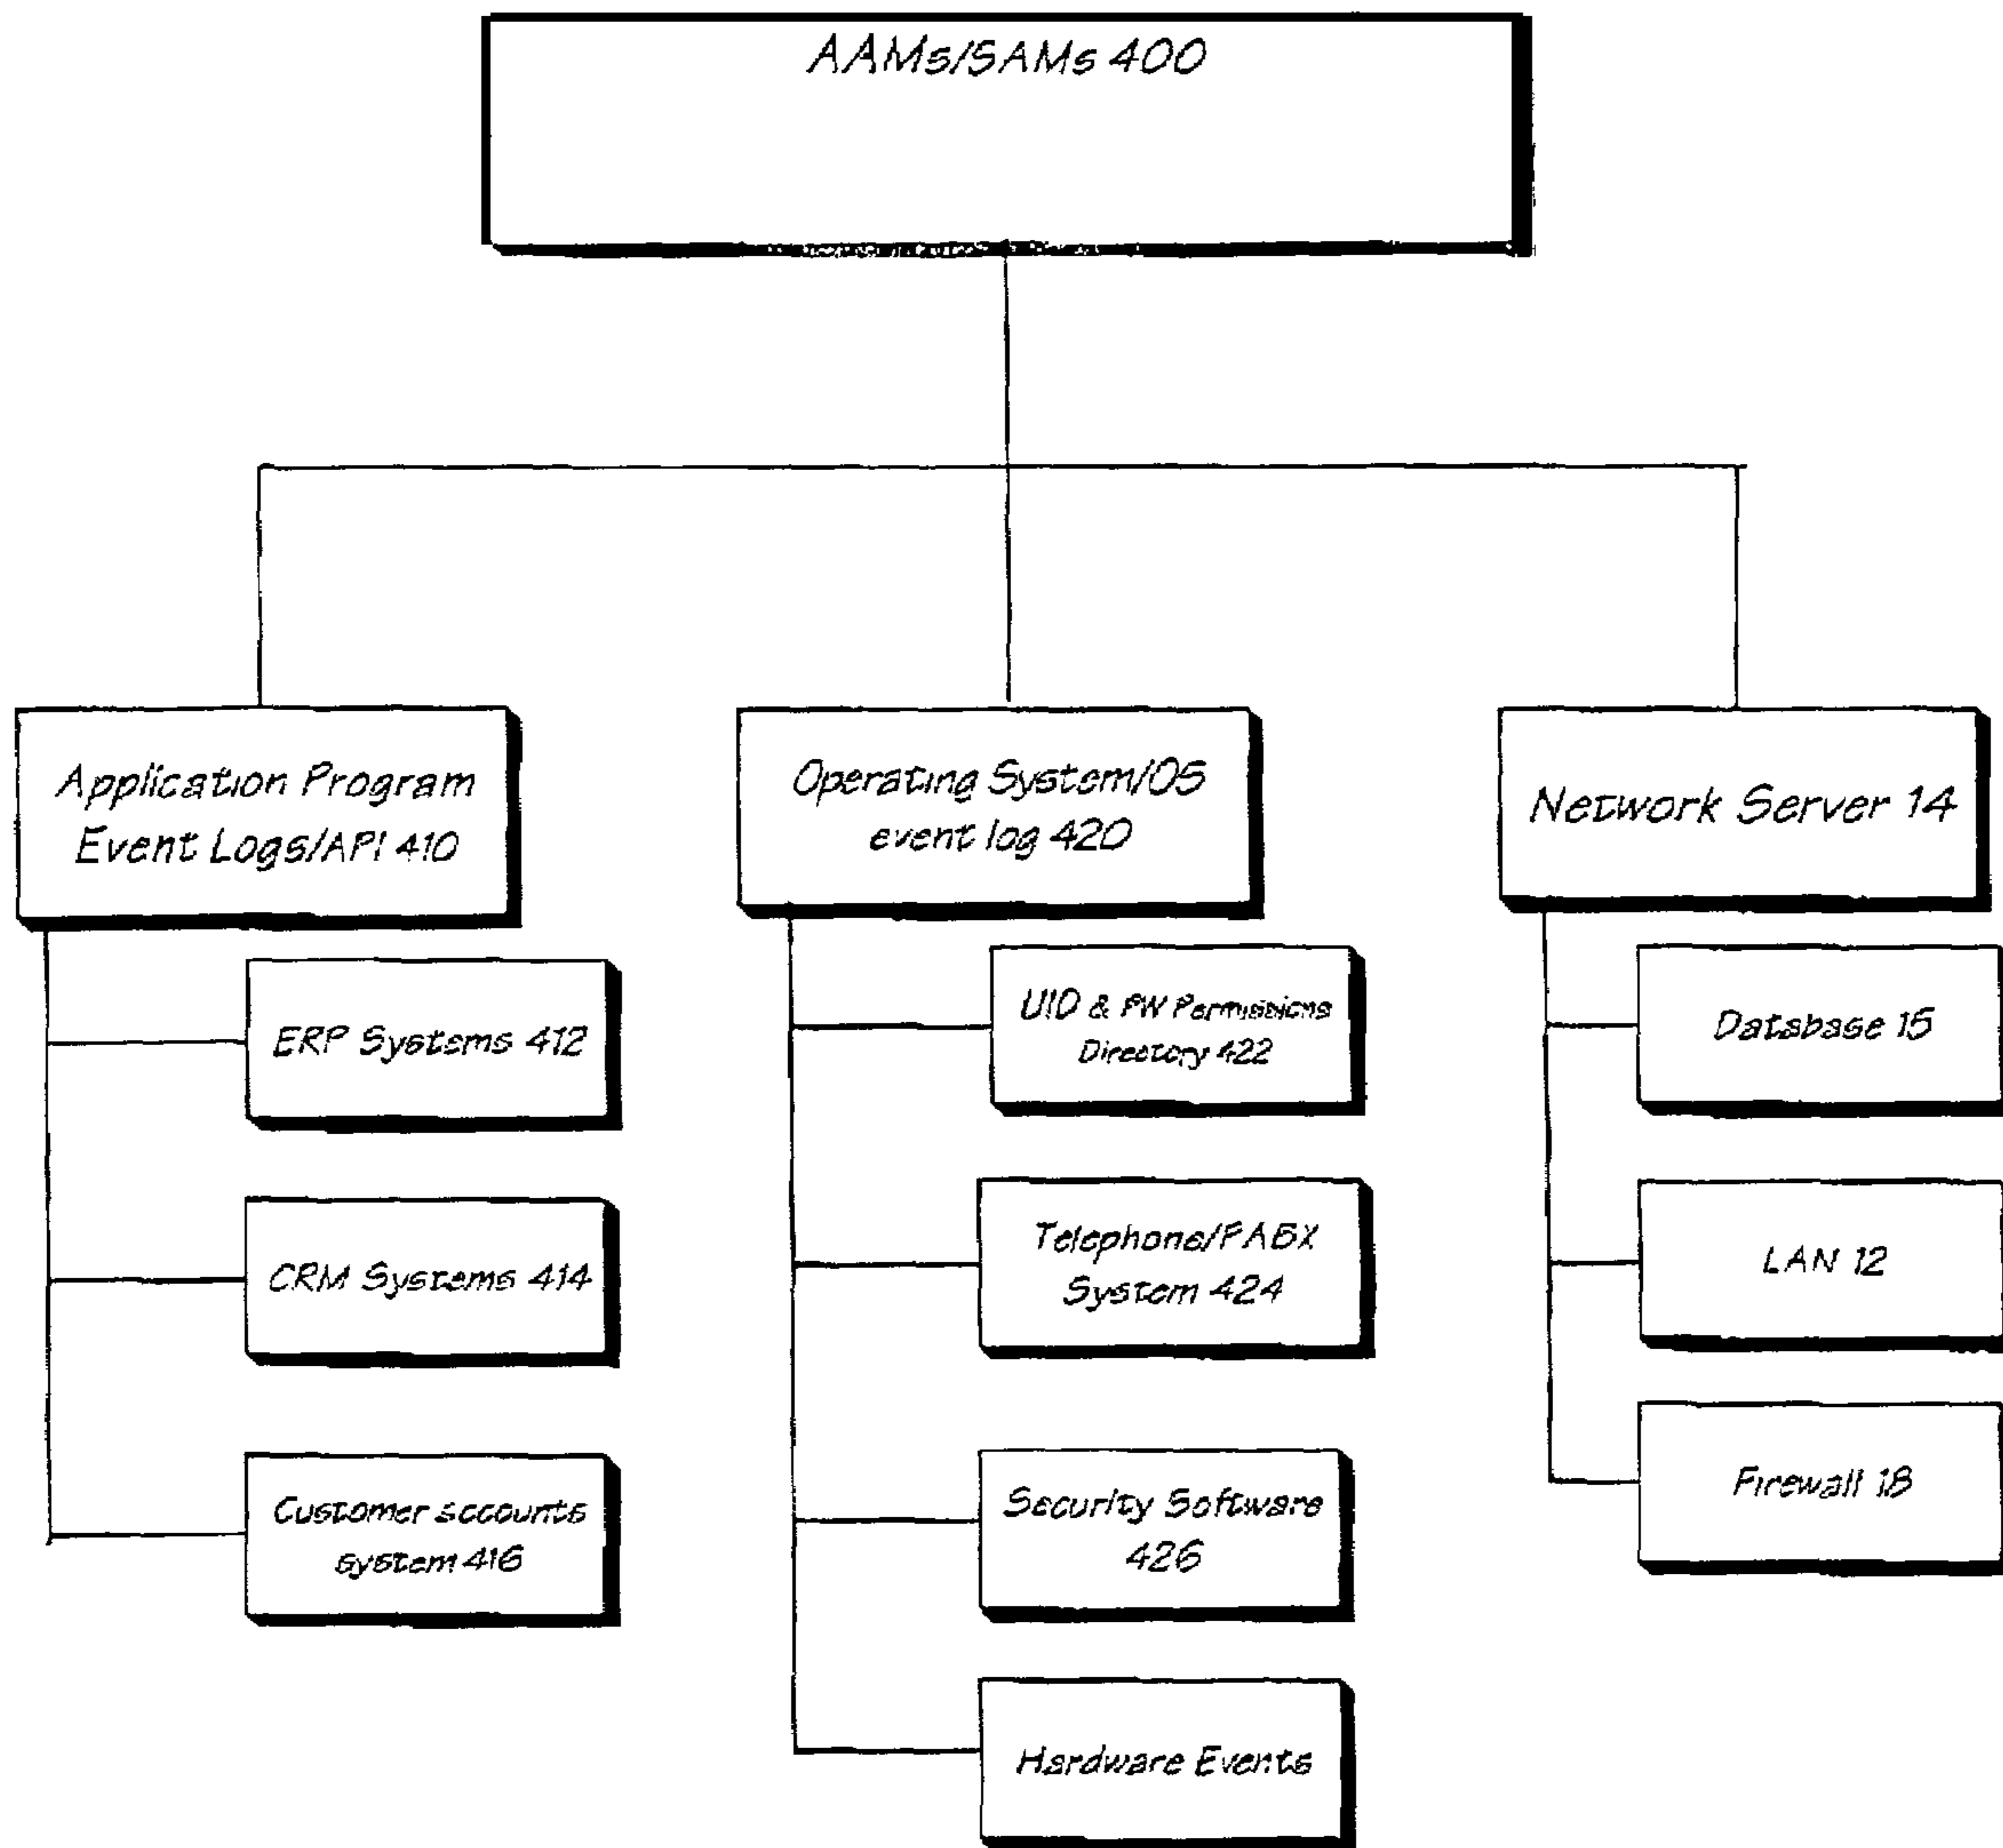 AAMs/SAMs 400
Application Program
Event Logs/API 410
Operating System/OS
event log 420
Network Server 14
ERP Systems 412
CRM Systems 414
Customer accounts
system 416
UID & PW Permissions
Directory 422
Telephone/PABX
System 424
Security Software
426
Hardware Events
Database 15
LAN 12
Firewall 18